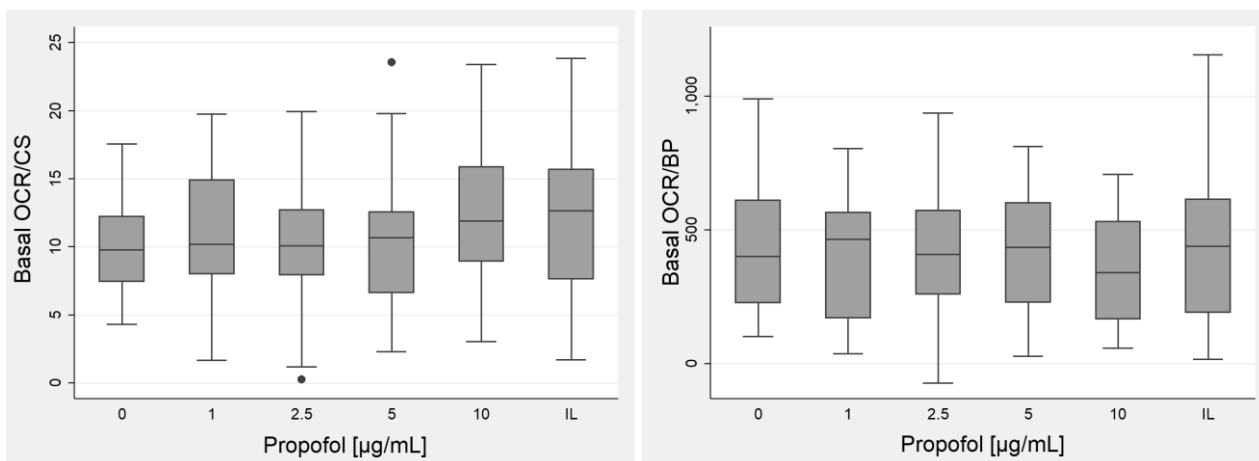 Basal OCR/CS
25
20
15
10
5
0
0 1 2.5 5 10 IL
Propofol [µg/mL]
Basal OCR/BP
1,000
500
0
0 1 2.5 5 10 IL
Propofol [µg/mL]